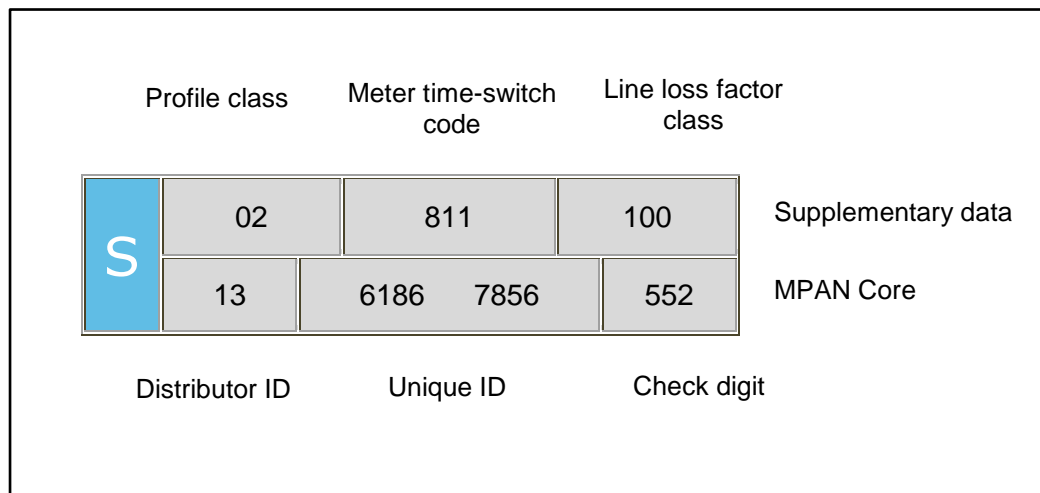 Profile class
Meter time-switch
code
Line loss factor
class
S
02
811
100
Supplementary data
13
6186 7856
552
MPAN Core
Distributor ID
Unique ID
Check digit